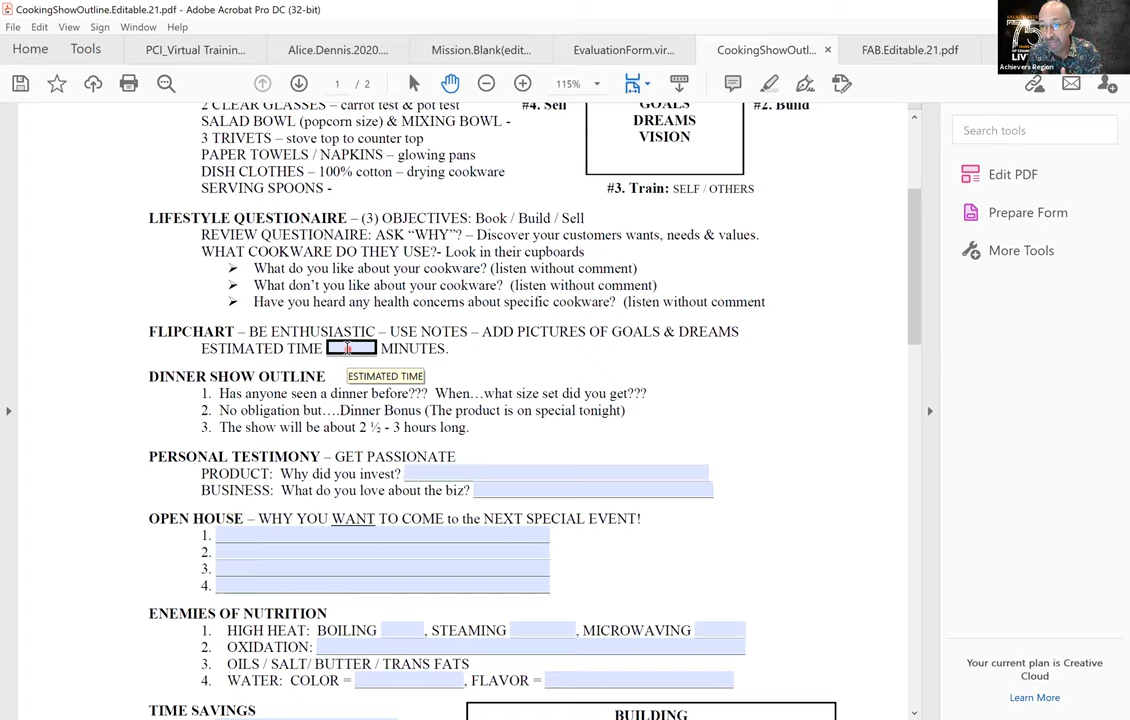 CookingShowOutline.Editable.21.pdf - Adobe Acrobat Pro DC (32-bit)
File Edit View Sign Window Help
Home Tools PCI_Virtual Trainin... Alice.Dennis.2020.... Mission.Blank(edit... EvaluationForm.vir... CookingShowOutl... × FAB.Editable.21.pdf
75
LIV
Achievers Region
1 / 2 115%
2 CLEAR GLASSES – carrot test & pot test #4. Sell GOALS #2. Build
SALAD BOWL (popcorn size) & MIXING BOWL - DREAMS
3 TRIVETS – stove top to counter top VISION
PAPER TOWELS / NAPKINS – glowing pans
DISH CLOTHES – 100% cotton – drying cookware
SERVING SPOONS - #3. Train: SELF / OTHERS
LIFESTYLE QUESTIONAIRE – (3) OBJECTIVES: Book / Build / Sell
REVIEW QUESTIONAIRE: ASK “WHY”? – Discover your customers wants, needs & values.
WHAT COOKWARE DO THEY USE?- Look in their cupboards
➢ What do you like about your cookware? (listen without comment)
➢ What don’t you like about your cookware? (listen without comment)
➢ Have you heard any health concerns about specific cookware? (listen without comment
FLIPCHART – BE ENTHUSIASTIC – USE NOTES – ADD PICTURES OF GOALS & DREAMS
ESTIMATED TIME MINUTES.
ESTIMATED TIME
DINNER SHOW OUTLINE
1. Has anyone seen a dinner before??? When…what size set did you get???
2. No obligation but….Dinner Bonus (The product is on special tonight)
3. The show will be about 2 ½ - 3 hours long.
PERSONAL TESTIMONY – GET PASSIONATE
PRODUCT: Why did you invest?
BUSINESS: What do you love about the biz?
OPEN HOUSE – WHY YOU WANT TO COME to the NEXT SPECIAL EVENT!
1.
2.
3.
4.
ENEMIES OF NUTRITION
1. HIGH HEAT: BOILING , STEAMING , MICROWAVING
2. OXIDATION:
3. OILS / SALT/ BUTTER / TRANS FATS
4. WATER: COLOR = , FLAVOR =
TIME SAVINGS
BUILDING
Search tools
Edit PDF
Prepare Form
More Tools
Your current plan is Creative
Cloud
Learn More